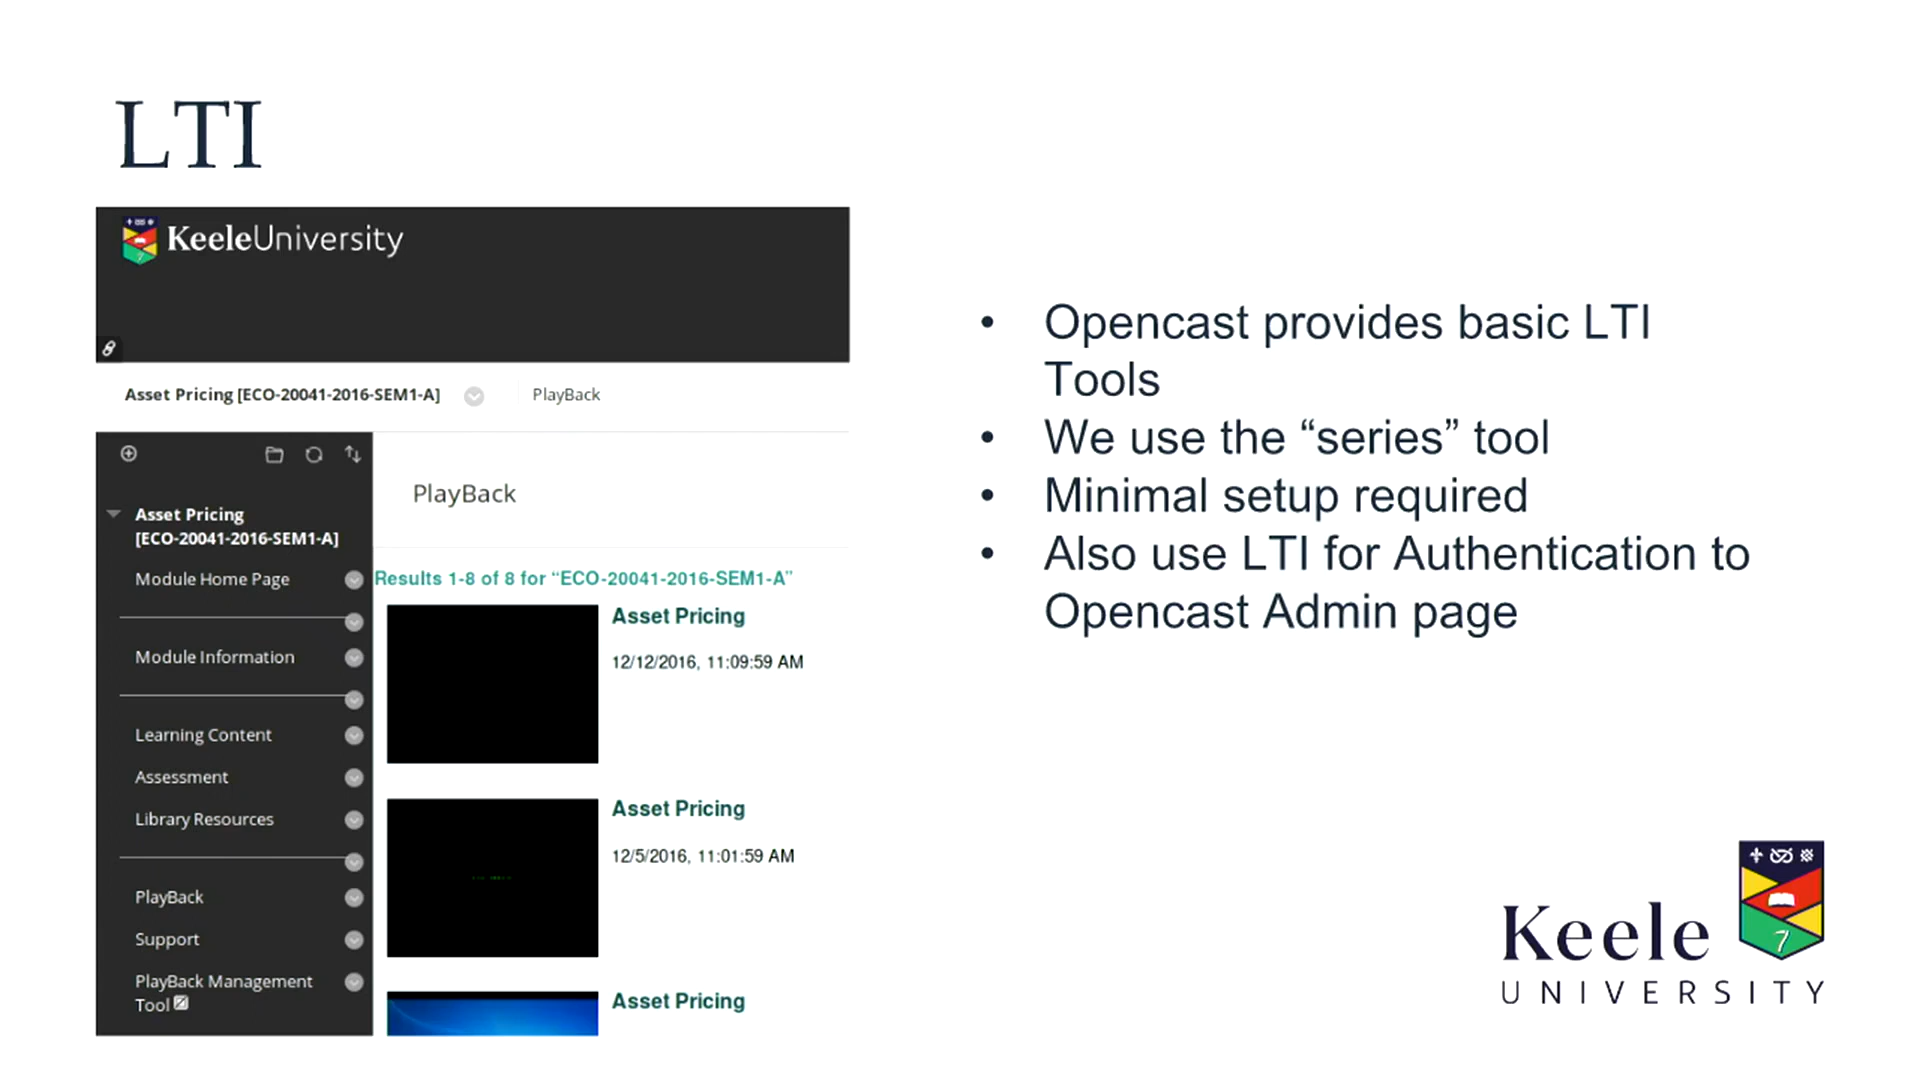 LTI
KeeleUniversity
Asset Pricing [ECO-20041-2016-SEM1-A]
PlayBack
Asset Pricing
[ECO-20041-2016-SEM1-A]
Module Home Page
Module Information
Learning Content
Assessment
Library Resources
PlayBack
Support
PlayBack Management
Tool
PlayBack
Results 1-8 of 8 for “ECO-20041-2016-SEM1-A”
Asset Pricing
12/12/2016, 11:09:59 AM
Asset Pricing
12/5/2016, 11:01:59 AM
Asset Pricing
• Opencast provides basic LTI
Tools
• We use the “series” tool
• Minimal setup required
• Also use LTI for Authentication to
Opencast Admin page
Keele
UNIVERSITY